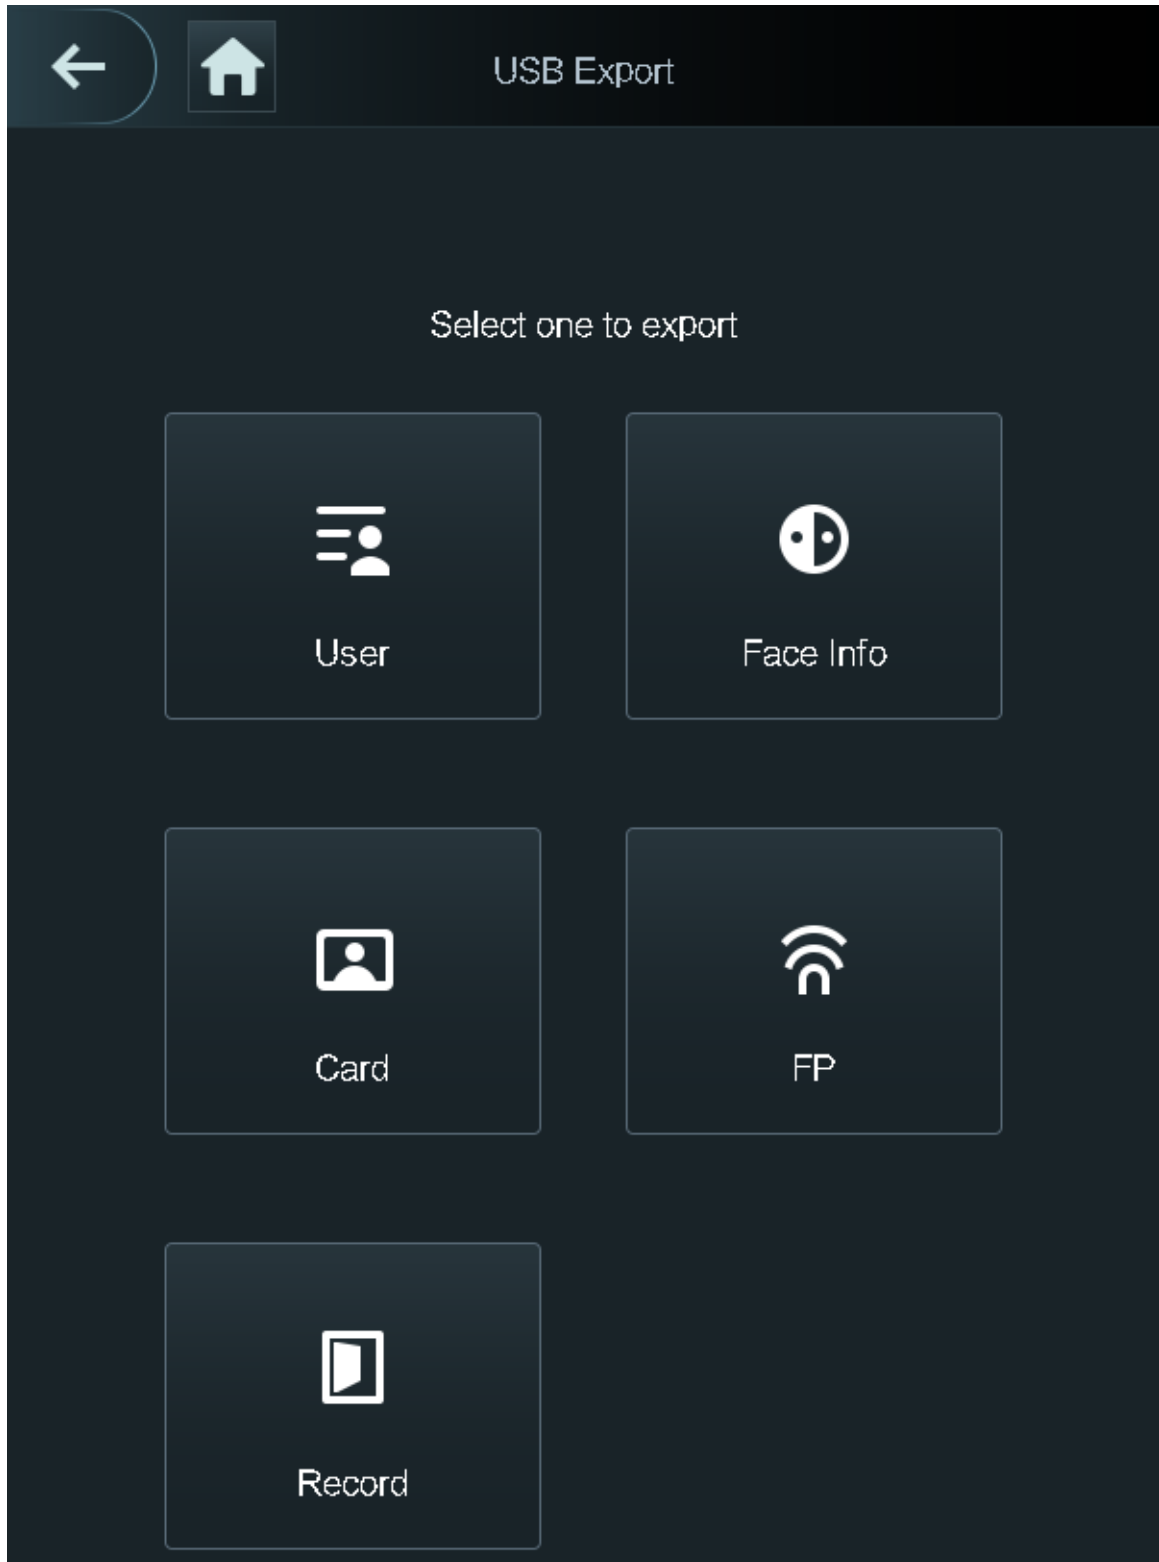 USB Export
Select one to export
User
Face Info
Card
FP
Record